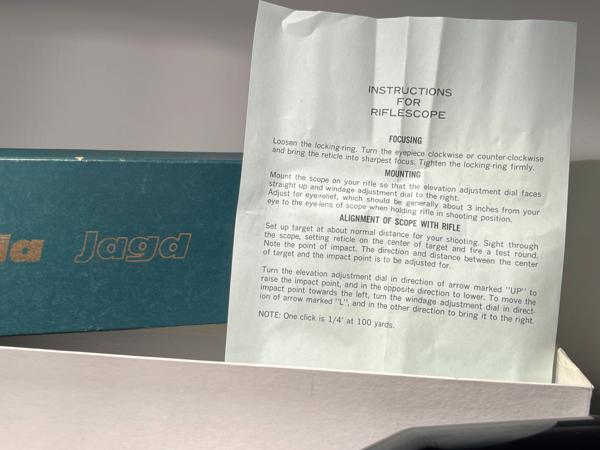 INSTRUCTIONS
FOR
RIFLESCOPE
FOCUSING
Loosen the locking-ring. Turn the eyepiece clockwise or counter-clockwise
and bring the reticle into sharpest focus. Tighten the locking-ring firmly.
MOUNTING
Mount the scope on your rifle so that the elevation adjustment dial faces
straight up and windage adjustment dial to the right.
Adjust for eye-relief, which should be generally about 3 inches from your
eye to the eye-lens of scope when holding rifle in shooting position.
ALIGNMENT OF SCOPE WITH RIFLE
Set up target at about normal distance for your shooting. Sight through
the scope, setting reticle on the center of target and fire a test round.
Note the point of impact. The direction and distance between the center
of target and the impact point is to be adjusted for.
Turn the elevation adjustment dial in direction of arrow marked "UP" to
raise the impact point, and in the opposite direction to lower. To move the
impact point towards the left, turn the windage adjustment dial in direct-
ion of arrow marked "L", and in the other direction to bring it to the right.
NOTE: One click is 1/4' at 100 yards.
Jagd